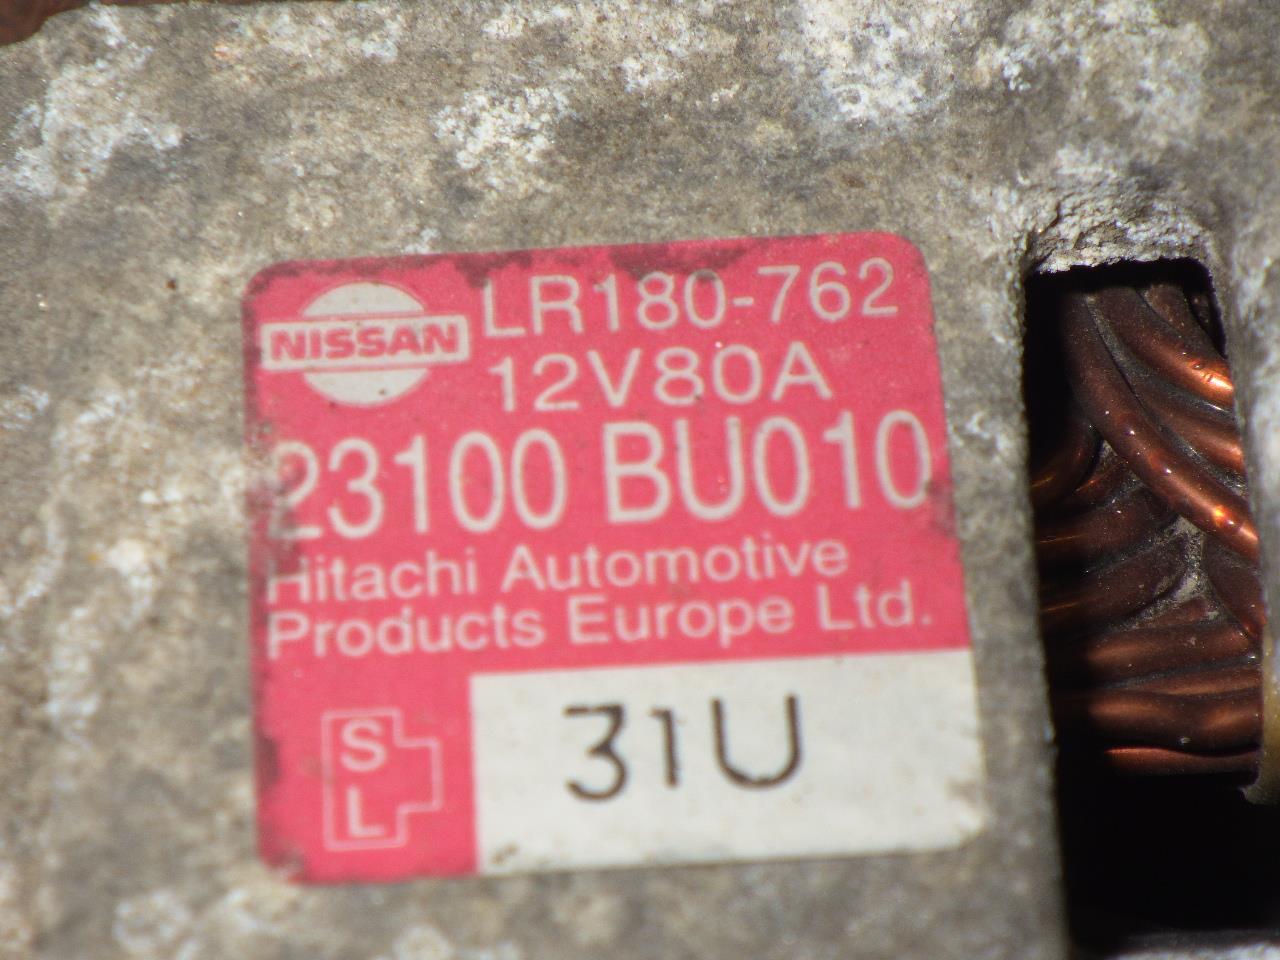 NISSAN
LR180-762
12V80A
23100 BU010
Hitachi Automotive
Products Europe Ltd.
S
L
31U